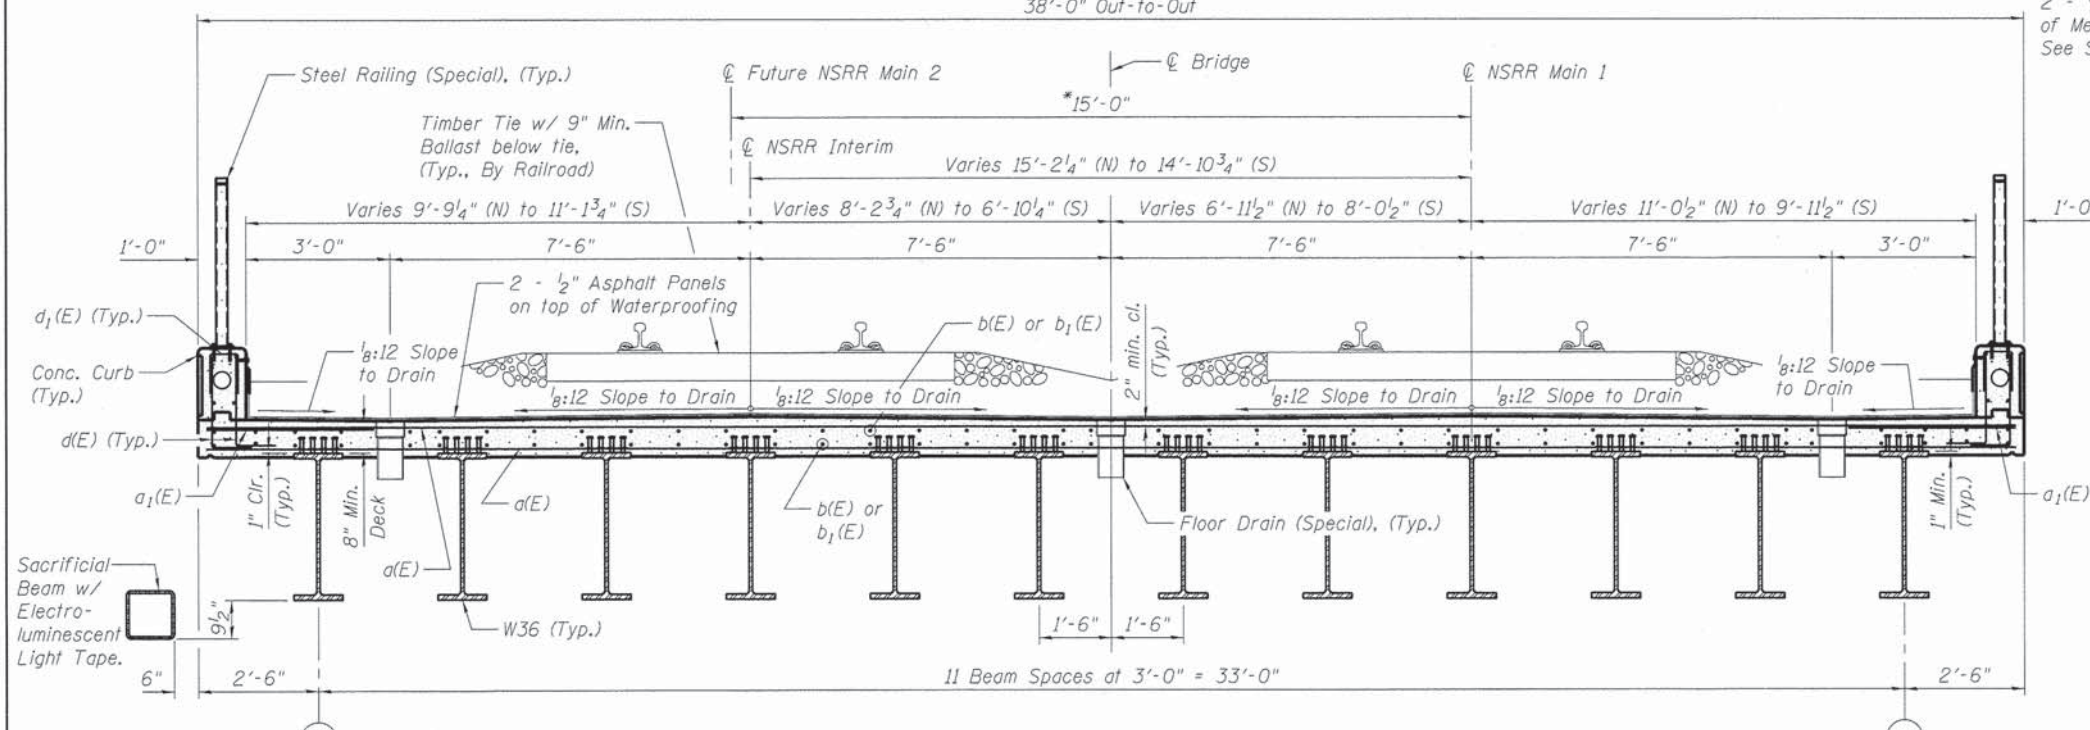 38'-0" Out-to-Out
2 -
of Me
See S
Steel Railing (Special), (Typ.)
℄ Future NSRR Main 2
℄ Bridge
℄ NSRR Main 1
*15'-0"
Timber Tie w/ 9" Min.
Ballast below tie,
(Typ., By Railroad)
℄ NSRR Interim
Varies 15'-2¼" (N) to 14'-10¾" (S)
Varies 9'-9¼" (N) to 11'-1¾" (S)
Varies 8'-2¾" (N) to 6'-10¼" (S)
Varies 6'-11½" (N) to 8'-0½" (S)
Varies 11'-0½" (N) to 9'-11½" (S)
1'-0"
3'-0"
7'-6"
7'-6"
7'-6"
7'-6"
3'-0"
1'-0
2 - ½" Asphalt Panels
on top of Waterproofing
d₁(E) (Typ.)
b(E) or b₁(E)
2" min. cl.
(Typ.)
⅛:12 Slope
to Drain
Conc. Curb
(Typ.)
⅛:12 Slope to Drain
⅛:12 Slope to Drain
⅛:12 Slope to Drain
⅛:12 Slope to Drain
⅛:12 Slope
to Drain
d(E) (Typ.)
a₁(E)
1" Clr.
(Typ.)
8" Min.
Deck
a(E)
a(E)
b(E) or
b₁(E)
Floor Drain (Special), (Typ.)
1" Min.
(Typ.)
a₁(E)
Sacrificial
Beam w/
Electro-
luminescent
Light Tape.
9½"
W36 (Typ.)
1'-6"
1'-6"
6"
2'-6"
11 Beam Spaces at 3'-0" = 33'-0"
2'-6"